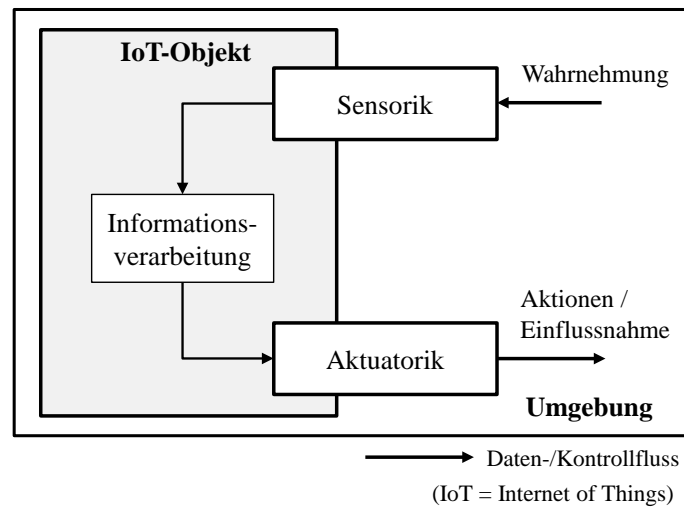 IoT-Objekt
Wahrnehmung
Sensorik
Informations-
verarbeitung
Aktionen /
Einflussnahme
Aktuatorik
Umgebung
Daten-/Kontrollfluss
(IoT = Internet of Things)